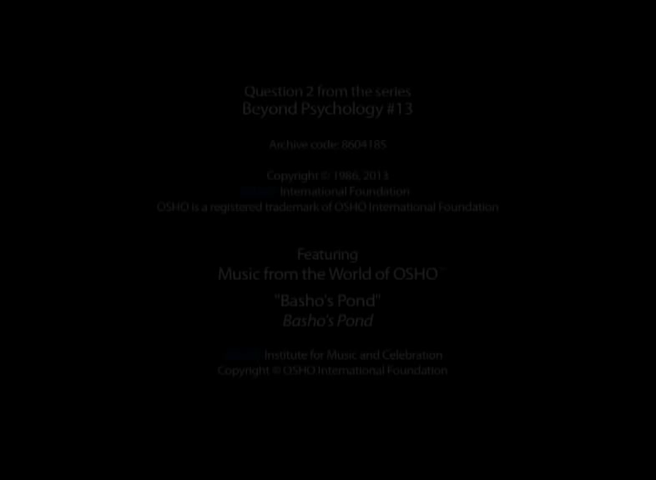 Question 2 from the series
Beyond Psychology #13
Archive code: 8604185
Copyright © 1986, 2013
International Foundation
OSHO is a registered trademark of OSHO International Foundation
Featuring
Music from the World of OSHO™
"Basho's Pond"
Basho's Pond
Institute for Music and Celebration
Copyright © OSHO International Foundation